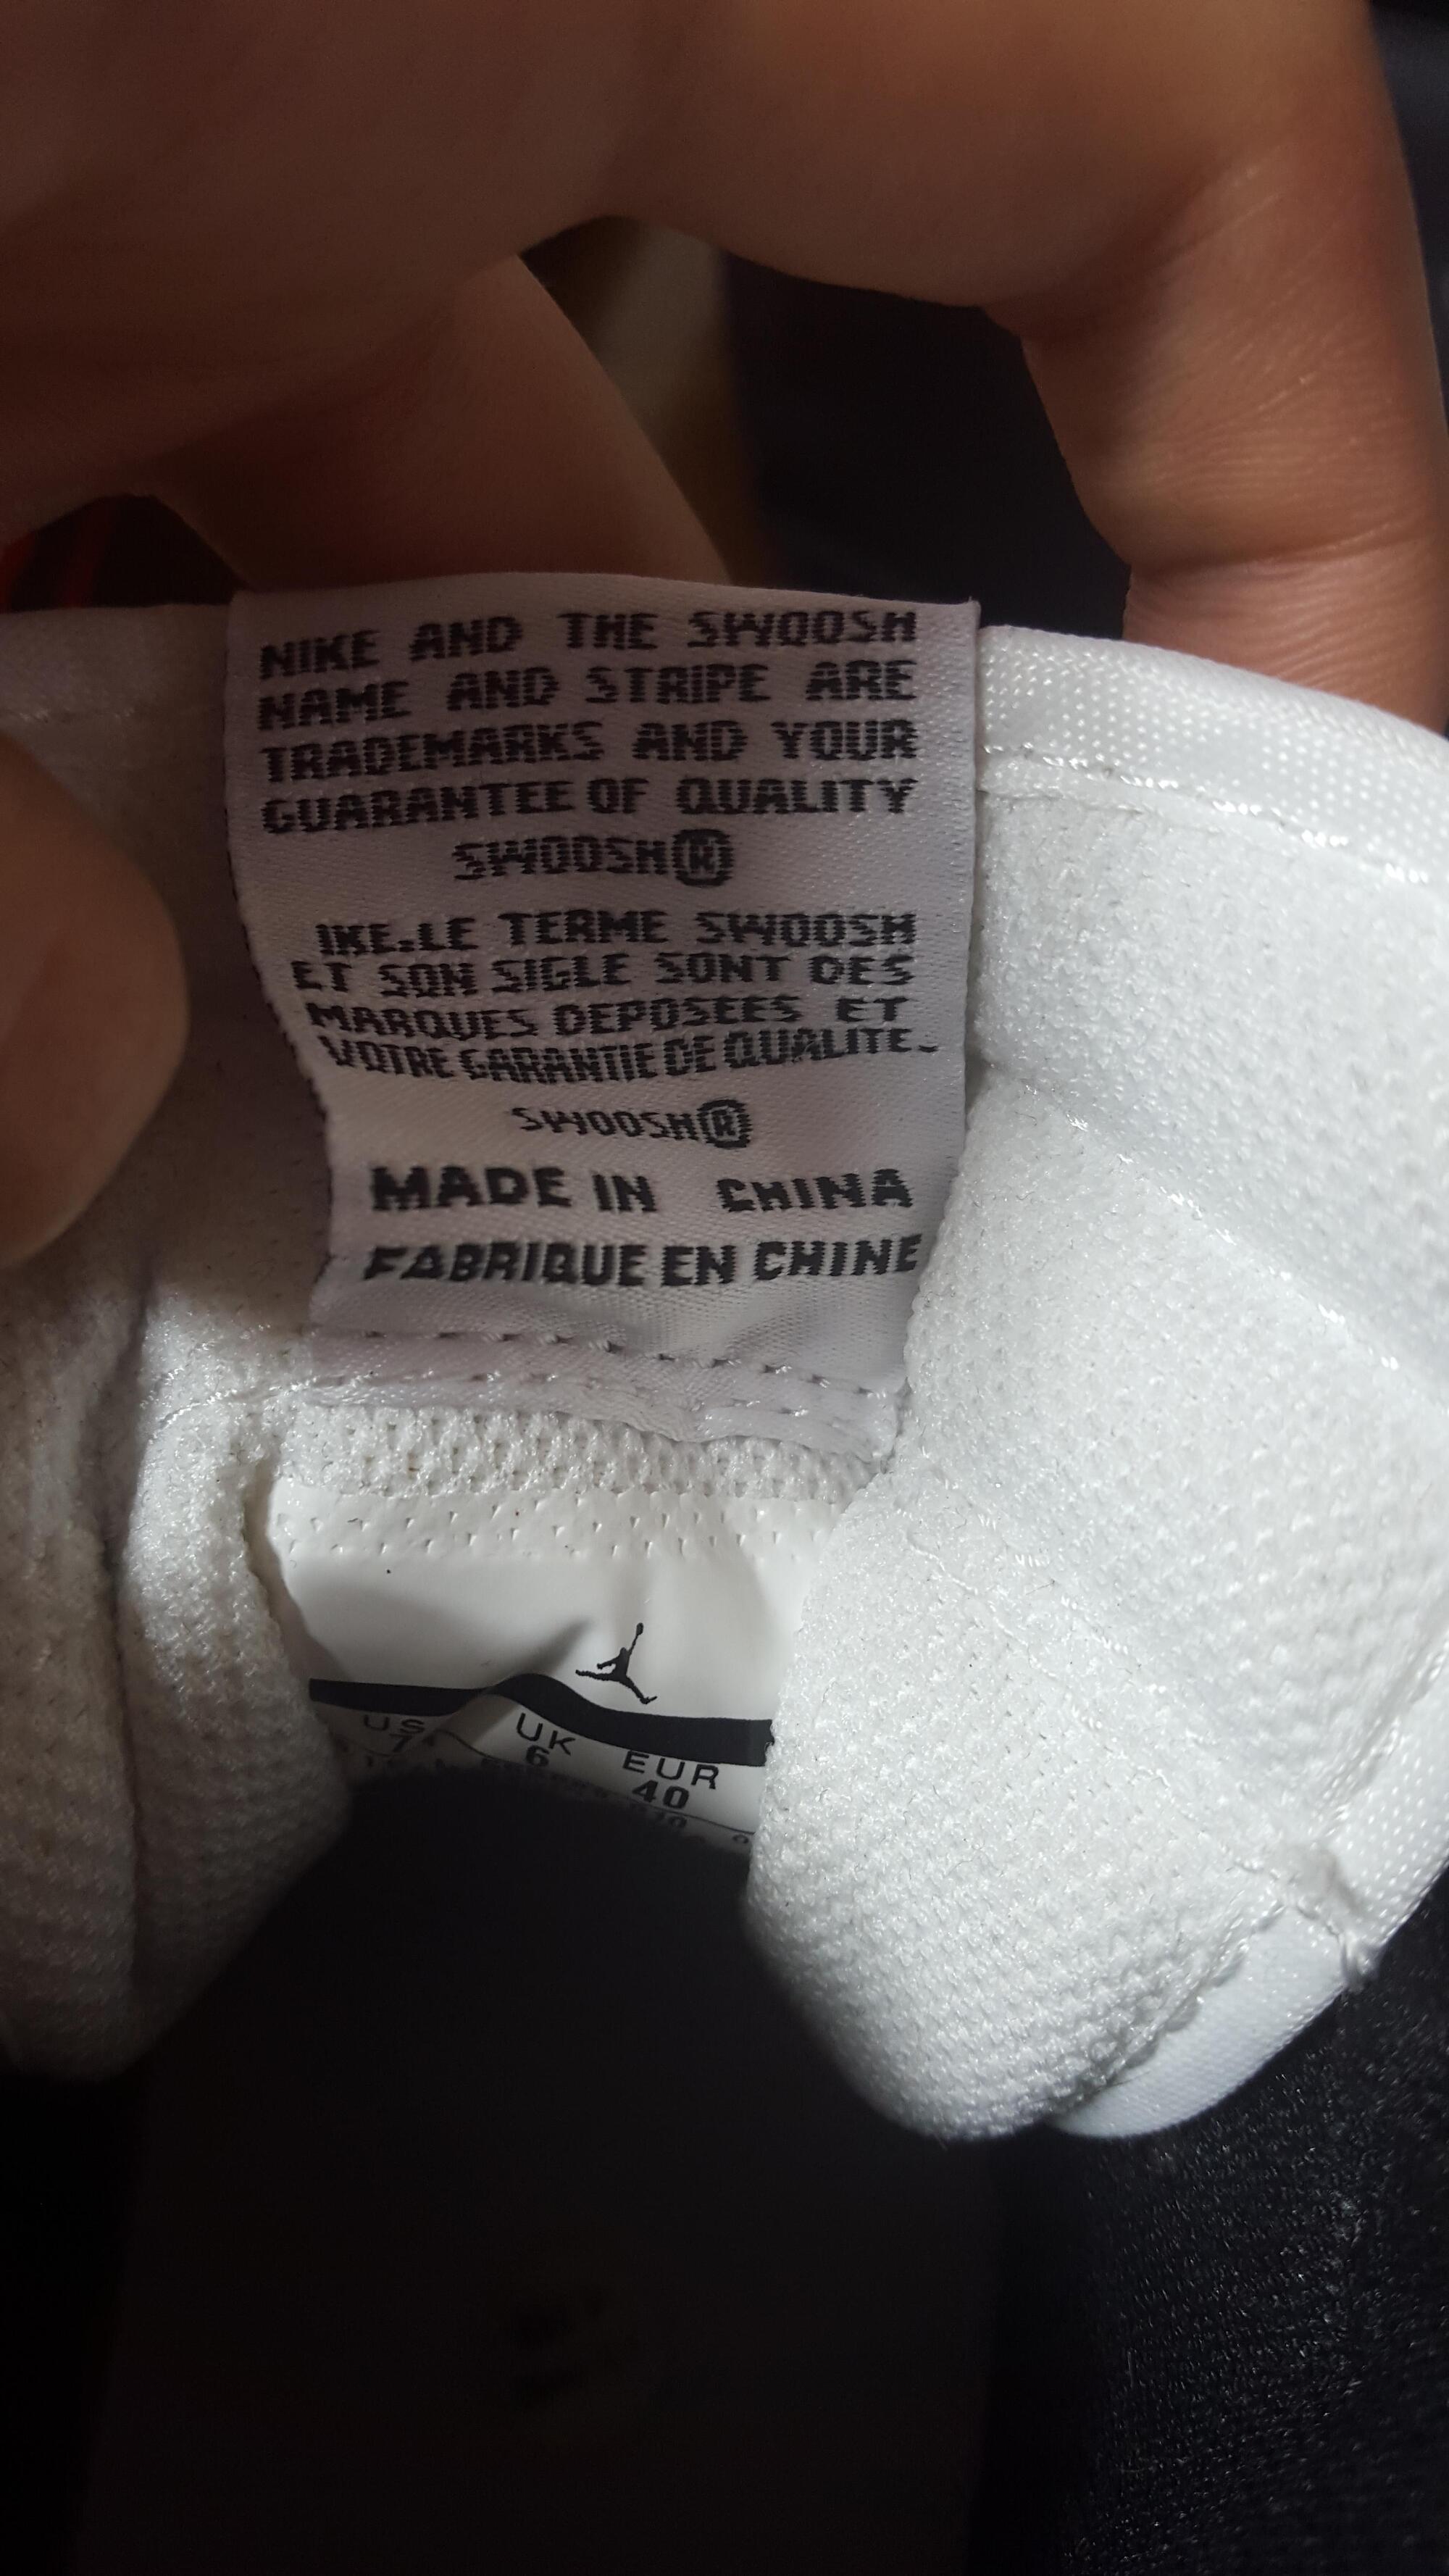 NIKE AND THE SWOOSH
NAME AND STRIPE ARE
TRADEMARKS AND YOUR
GUARANTEE OF QUALITY
SWOOSH®
IKE.LE TERME SWOOSH
ET SON SIGLE SONT DES
MARQUES DEPOSEES ET
VOTRE GARANTIE DE QUALITE.
SWOOSH®
MADE IN CHINA
FABRIQUE EN CHINE
US UK EUR
7 6 40